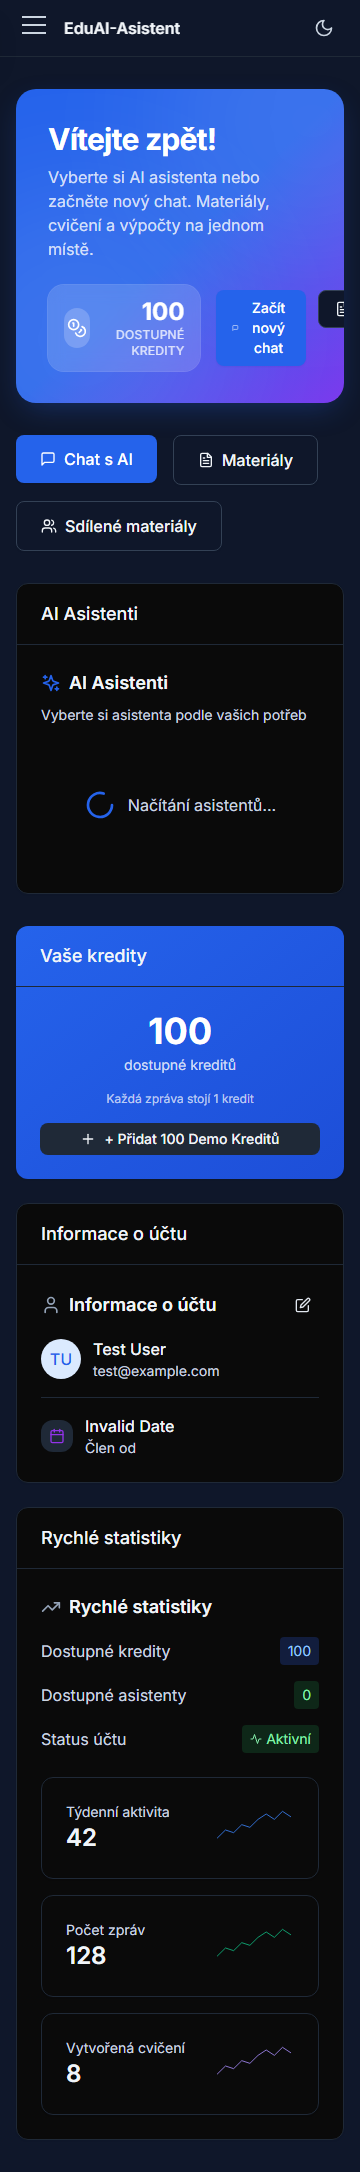 EduAI-Asistent
Vítejte zpět!
Vyberte si AI asistenta nebo
začněte nový chat. Materiály,
cvičení a výpočty na jednom
místě.
100
DOSTUPNÉ
KREDITY
Začít
nový
chat
Chat s AI
Materiály
Sdílené materiály
AI Asistenti
AI Asistenti
Vyberte si asistenta podle vašich potřeb
Načítání asistentů...
Vaše kredity
100
dostupné kreditů
Každá zpráva stojí 1 kredit
+ Přidat 100 Demo Kreditů
Informace o účtu
Informace o účtu
TU
Test User
test@example.com
Invalid Date
Člen od
Rychlé statistiky
Rychlé statistiky
Dostupné kredity 100
Dostupné asistenty 0
Status účtu Aktivní
Týdenní aktivita
42
Počet zpráv
128
Vytvořená cvičení
8